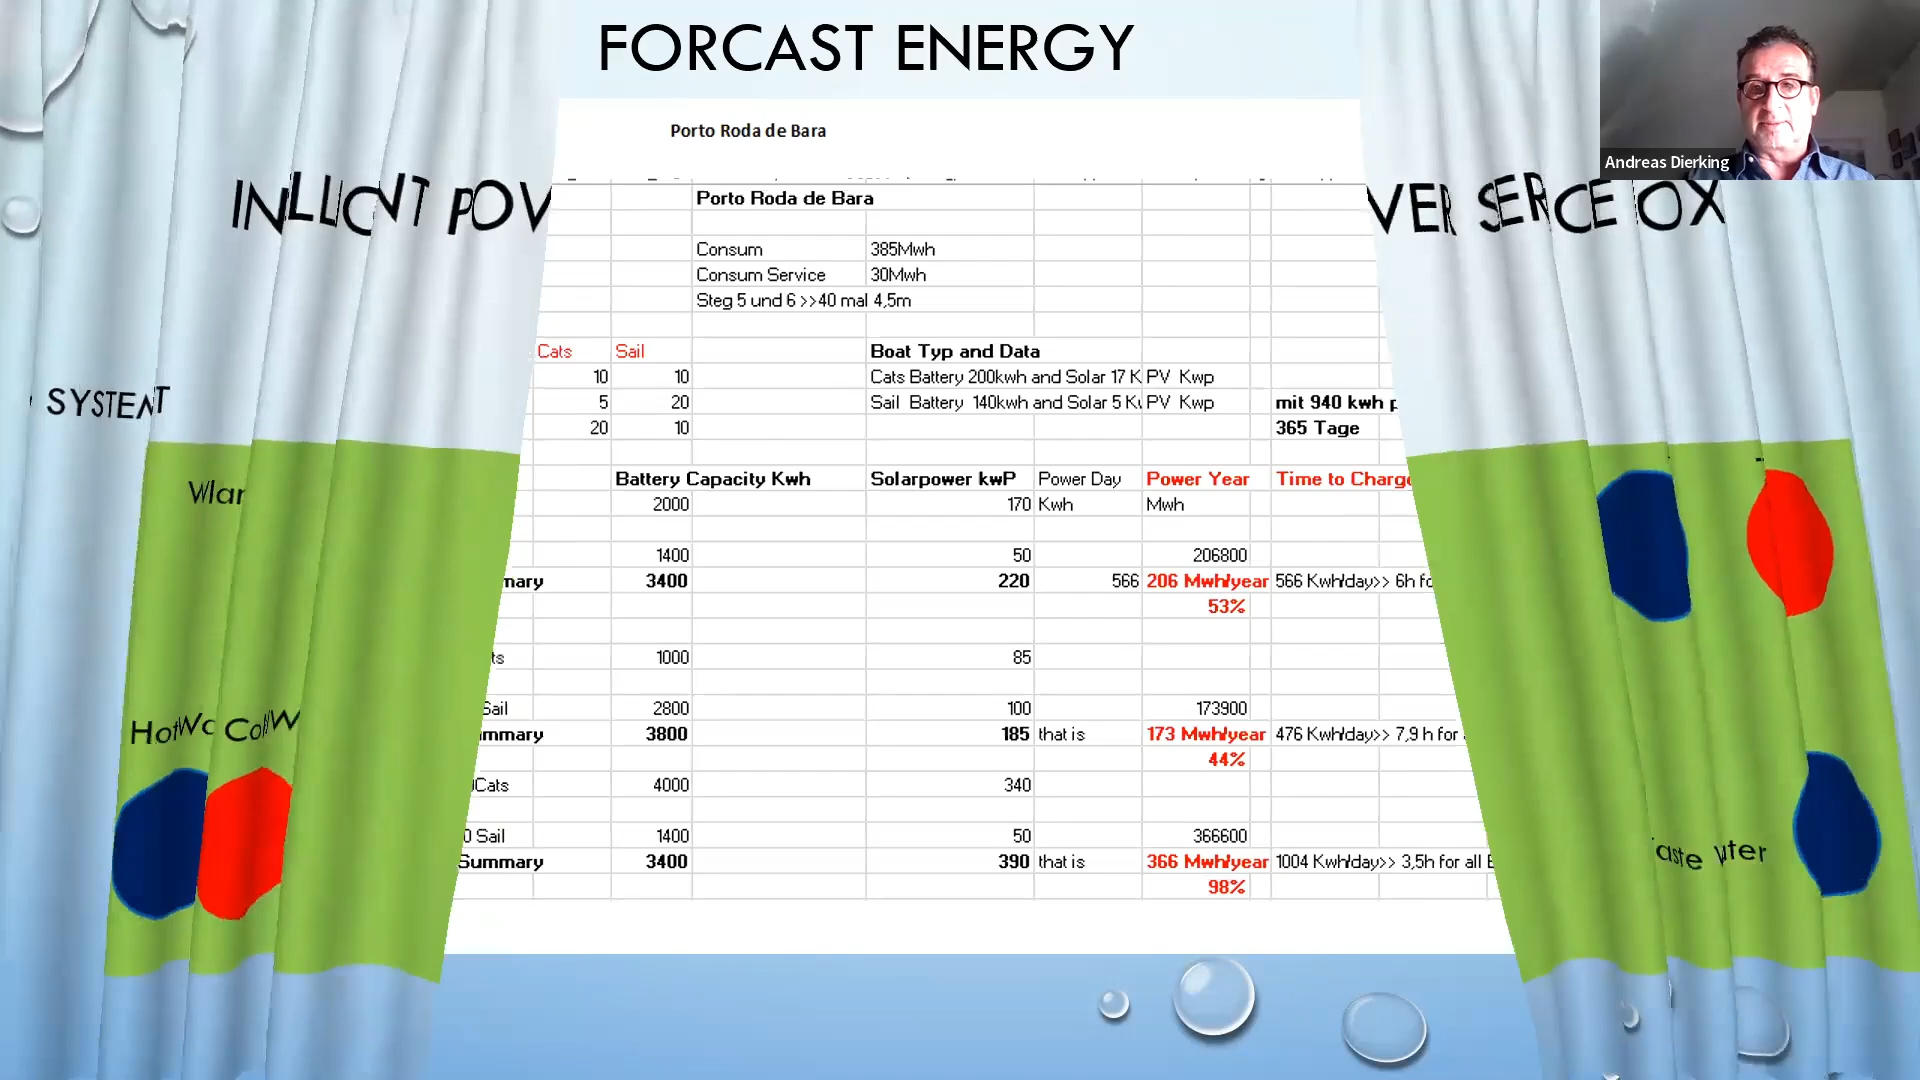 FORCAST ENERGY
Andreas Dierking
Porto Roda de Bara
Porto Roda de Bara
Consum 385Mwh
Consum Service 30Mwh
Steg 5 und 6 >>40 mal 4,5m
Cats Sail Boat Typ and Data
10 10 Cats Battery 200kwh and Solar 17 K PV Kwp
5 20 Sail Battery 140kwh and Solar 5 Kw PV Kwp mit 940 kwh p
20 10 365 Tage
Battery Capacity Kwh Solarpower kwP Power Day Power Year Time to Charge
2000 170 Kwh Mwh
1400 50 206800
mary 3400 220 566 206 Mwh/year 566 Kwh/day>> 6h fo
53%
ts 1000 85
Sail 2800 100 173900
mmary 3800 185 that is 173 Mwh/year 476 Kwh/day>> 7,9 h for
44%
Cats 4000 340
0 Sail 1400 50 366600
Summary 3400 390 that is 366 Mwh/year 1004 Kwh/day>> 3,5h for all B
98%
SYSTEM
Wlan